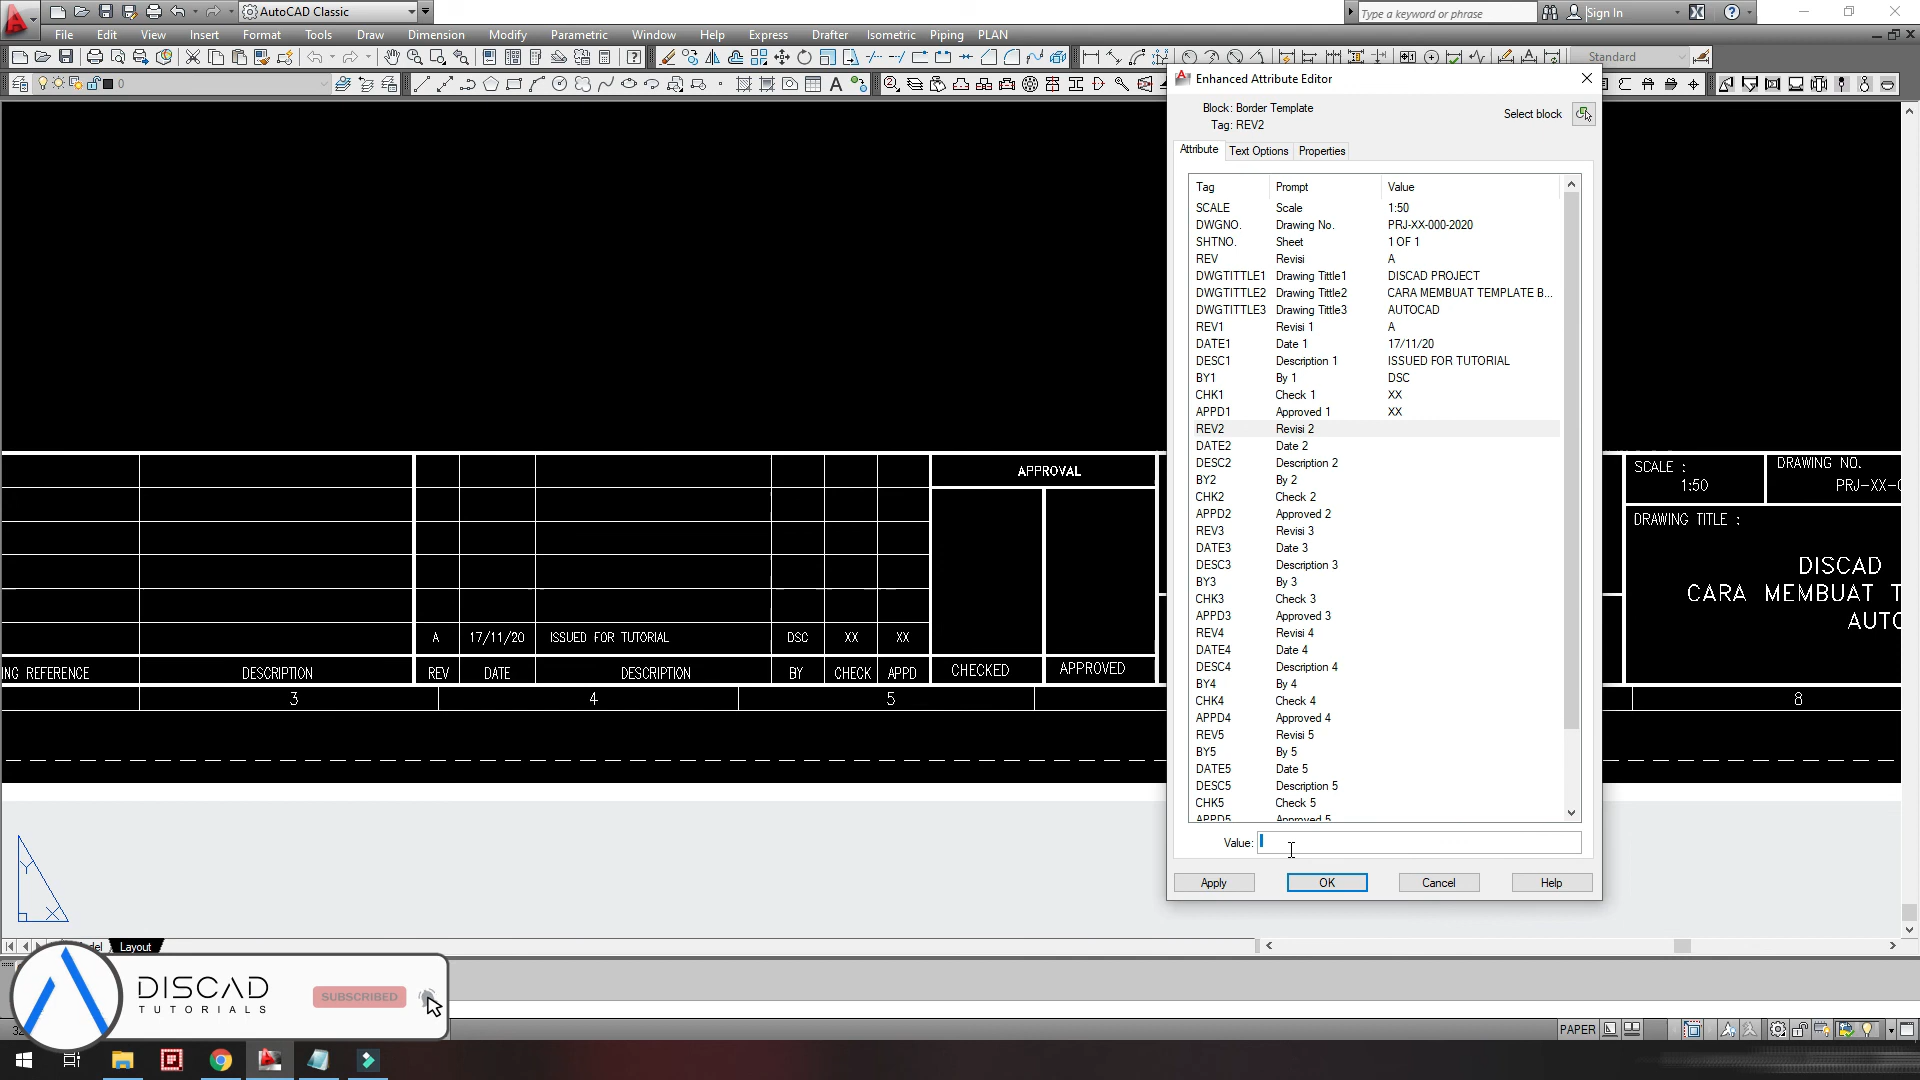 AutoCAD Classic
Type a keyword or phrase
Sign In
File Edit View Insert Format Tools Draw Dimension Modify Parametric Window Help Express Drafter Isometric Piping PLAN
Standard
0
Enhanced Attribute Editor
Block: Border Template
Tag: REV2
Select block
Attribute Text Options Properties
Tag Prompt Value
SCALE Scale 1:50
DWGNO. Drawing No. PRJ-XX-000-2020
SHTNO. Sheet 1 OF 1
REV Revisi A
DWGTITTLE1 Drawing Tittle1 DISCAD PROJECT
DWGTITTLE2 Drawing Tittle2 CARA MEMBUAT TEMPLATE B...
DWGTITTLE3 Drawing Tittle3 AUTOCAD
REV1 Revisi 1 A
DATE1 Date 1 17/11/20
DESC1 Description 1 ISSUED FOR TUTORIAL
BY1 By 1 DSC
CHK1 Check 1 XX
APPD1 Approved 1 XX
REV2 Revisi 2
DATE2 Date 2
DESC2 Description 2
BY2 By 2
CHK2 Check 2
APPD2 Approved 2
REV3 Revisi 3
DATE3 Date 3
DESC3 Description 3
BY3 By 3
CHK3 Check 3
APPD3 Approved 3
REV4 Revisi 4
DATE4 Date 4
DESC4 Description 4
BY4 By 4
CHK4 Check 4
APPD4 Approved 4
REV5 Revisi 5
BY5 By 5
DATE5 Date 5
DESC5 Description 5
CHK5 Check 5
APPD5 Approved 5
Value:
Apply OK Cancel Help
APPROVAL
A 17/11/20 ISSUED FOR TUTORIAL DSC XX XX
NG REFERENCE DESCRIPTION REV DATE DESCRIPTION BY CHECK APPD CHECKED APPROVED
3 4 5 8
SCALE :
1:50
DRAWING NO.
PRJ-XX-
DRAWING TITLE :
DISCAD
CARA MEMBUAT T
AUTO
Y
X
Layout
DISCAD
TUTORIALS
SUBSCRIBED
PAPER